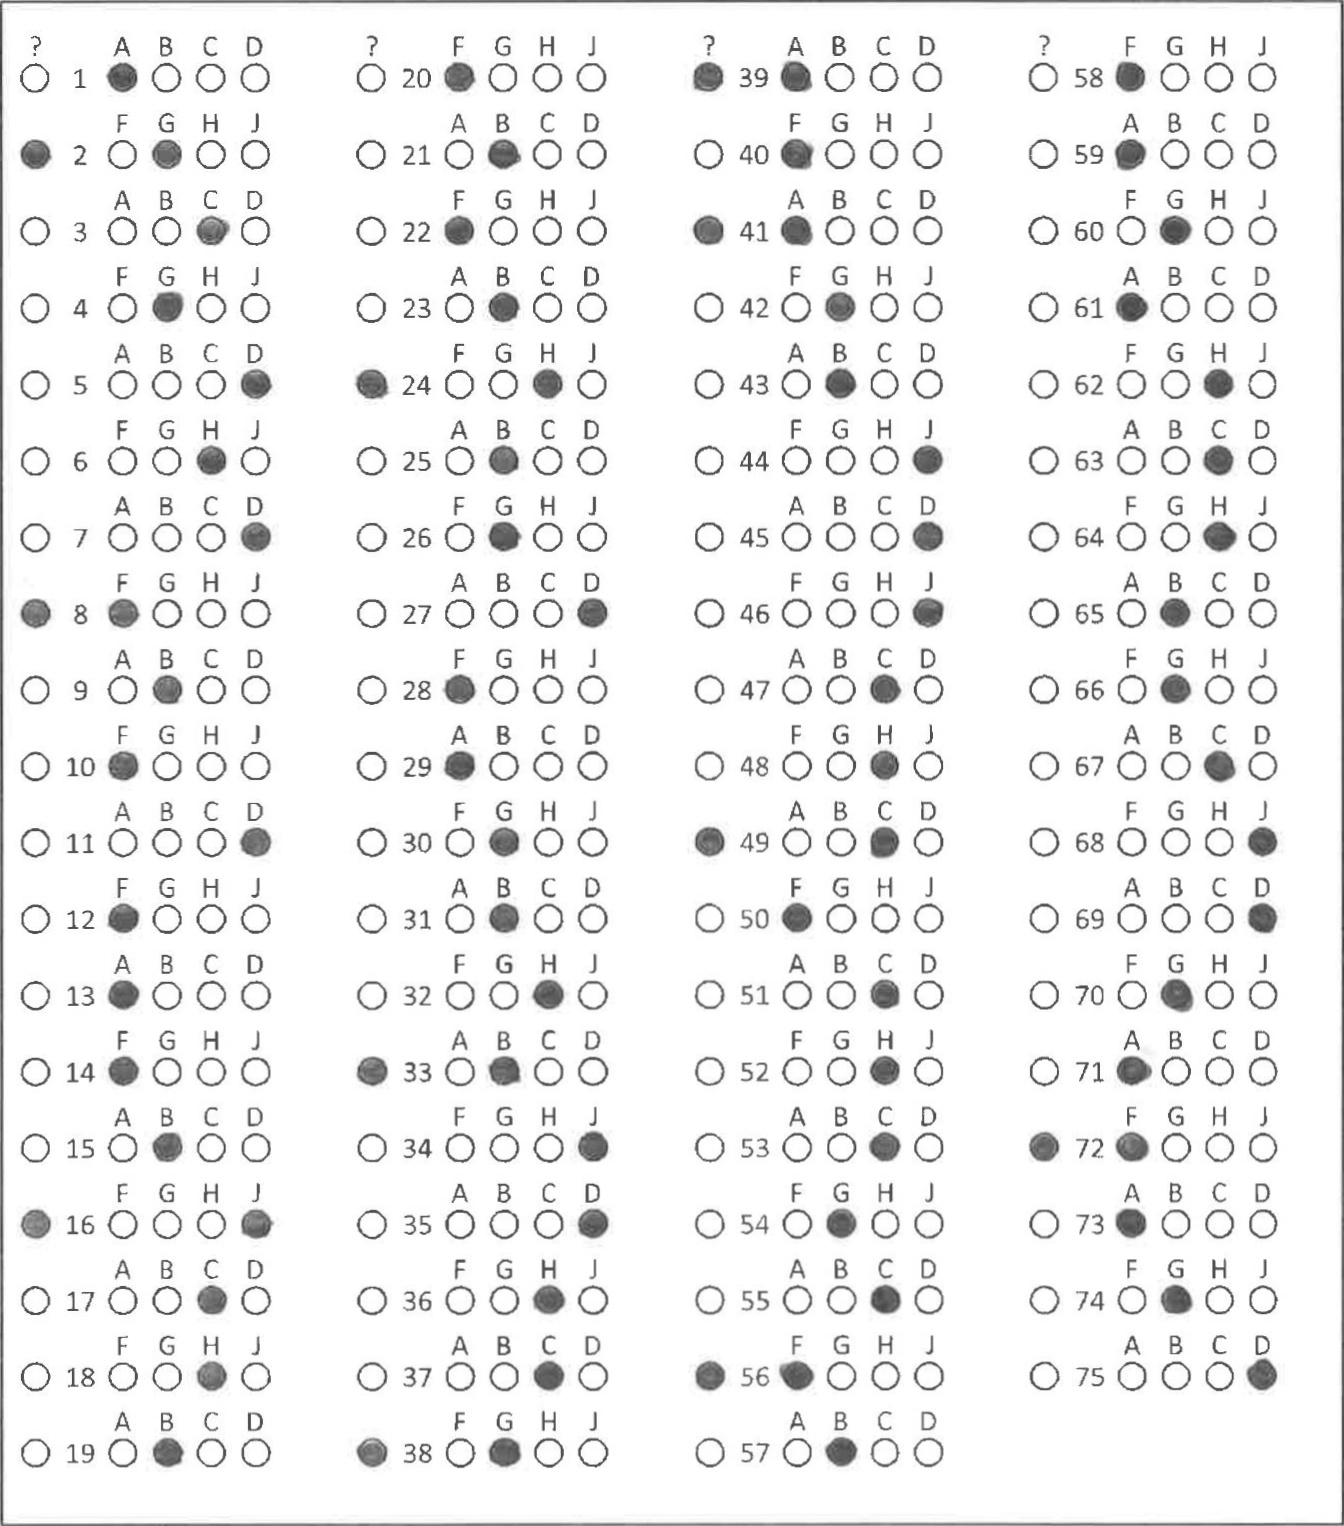 ? A B C D
1
F G H J
2
A B C D
3
F G H J
4
A B C D
5
F G H J
6
A B C D
7
F G H J
8
A B C D
9
F G H J
10
A B C D
11
F G H J
12
A B C D
13
F G H J
14
A B C D
15
F G H J
16
A B C D
17
F G H J
18
A B C D
19
? F G H J
20
A B C D
21
F G H J
22
A B C D
23
F G H J
24
A B C D
25
F G H J
26
A B C D
27
F G H J
28
A B C D
29
F G H J
30
A B C D
31
F G H J
32
A B C D
33
F G H J
34
A B C D
35
F G H J
36
A B C D
37
F G H J
38
? A B C D
39
F G H J
40
A B C D
41
F G H J
42
A B C D
43
F G H J
44
A B C D
45
F G H J
46
A B C D
47
F G H J
48
A B C D
49
F G H J
50
A B C D
51
F G H J
52
A B C D
53
F G H J
54
A B C D
55
F G H J
56
A B C D
57
? F G H J
58
A B C D
59
F G H J
60
A B C D
61
F G H J
62
A B C D
63
F G H J
64
A B C D
65
F G H J
66
A B C D
67
F G H J
68
A B C D
69
F G H J
70
A B C D
71
F G H J
72
A B C D
73
F G H J
74
A B C D
75